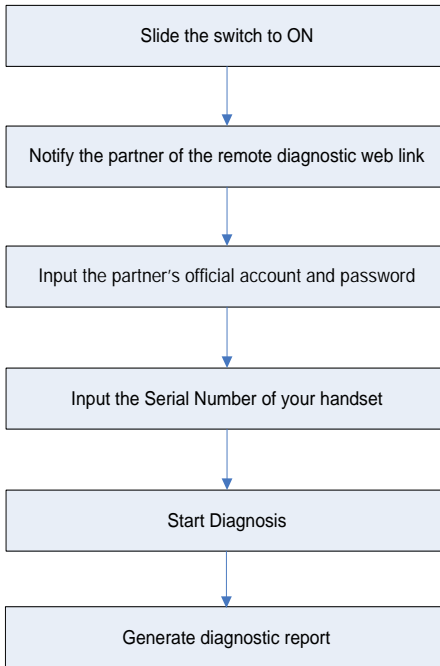 Slide the switch to ON
Notify the partner of the remote diagnostic web link
Input the partner's official account and password
Input the Serial Number of your handset
Start Diagnosis
Generate diagnostic report